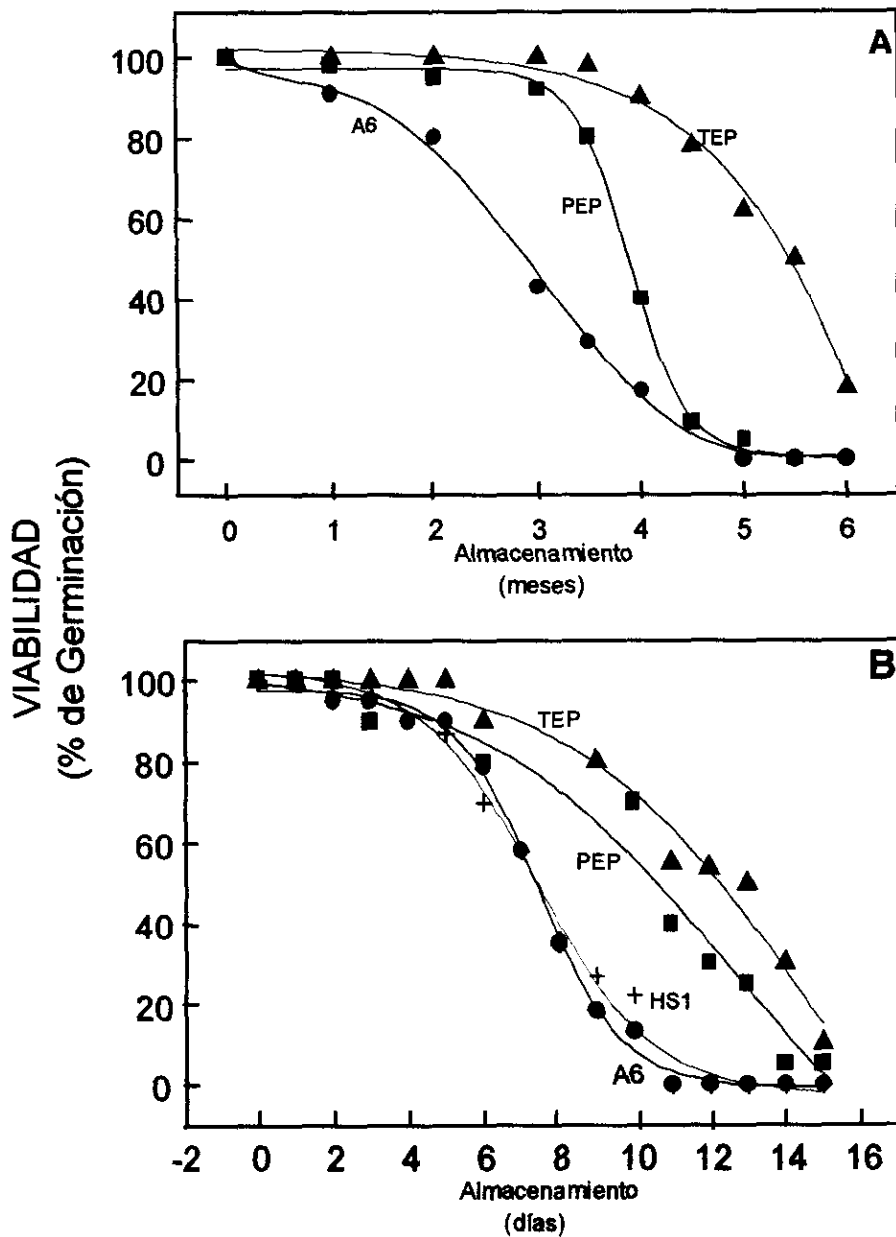 VIABILIDAD
(% de Germinación)
A
100
80
60
40
20
0
A6
PEP
TEP
0 1 2 3 4 5 6
Almacenamiento
(meses)
B
100
80
60
40
20
0
TEP
PEP
HS1
A6
-2 0 2 4 6 8 10 12 14 16
Almacenamiento
(días)